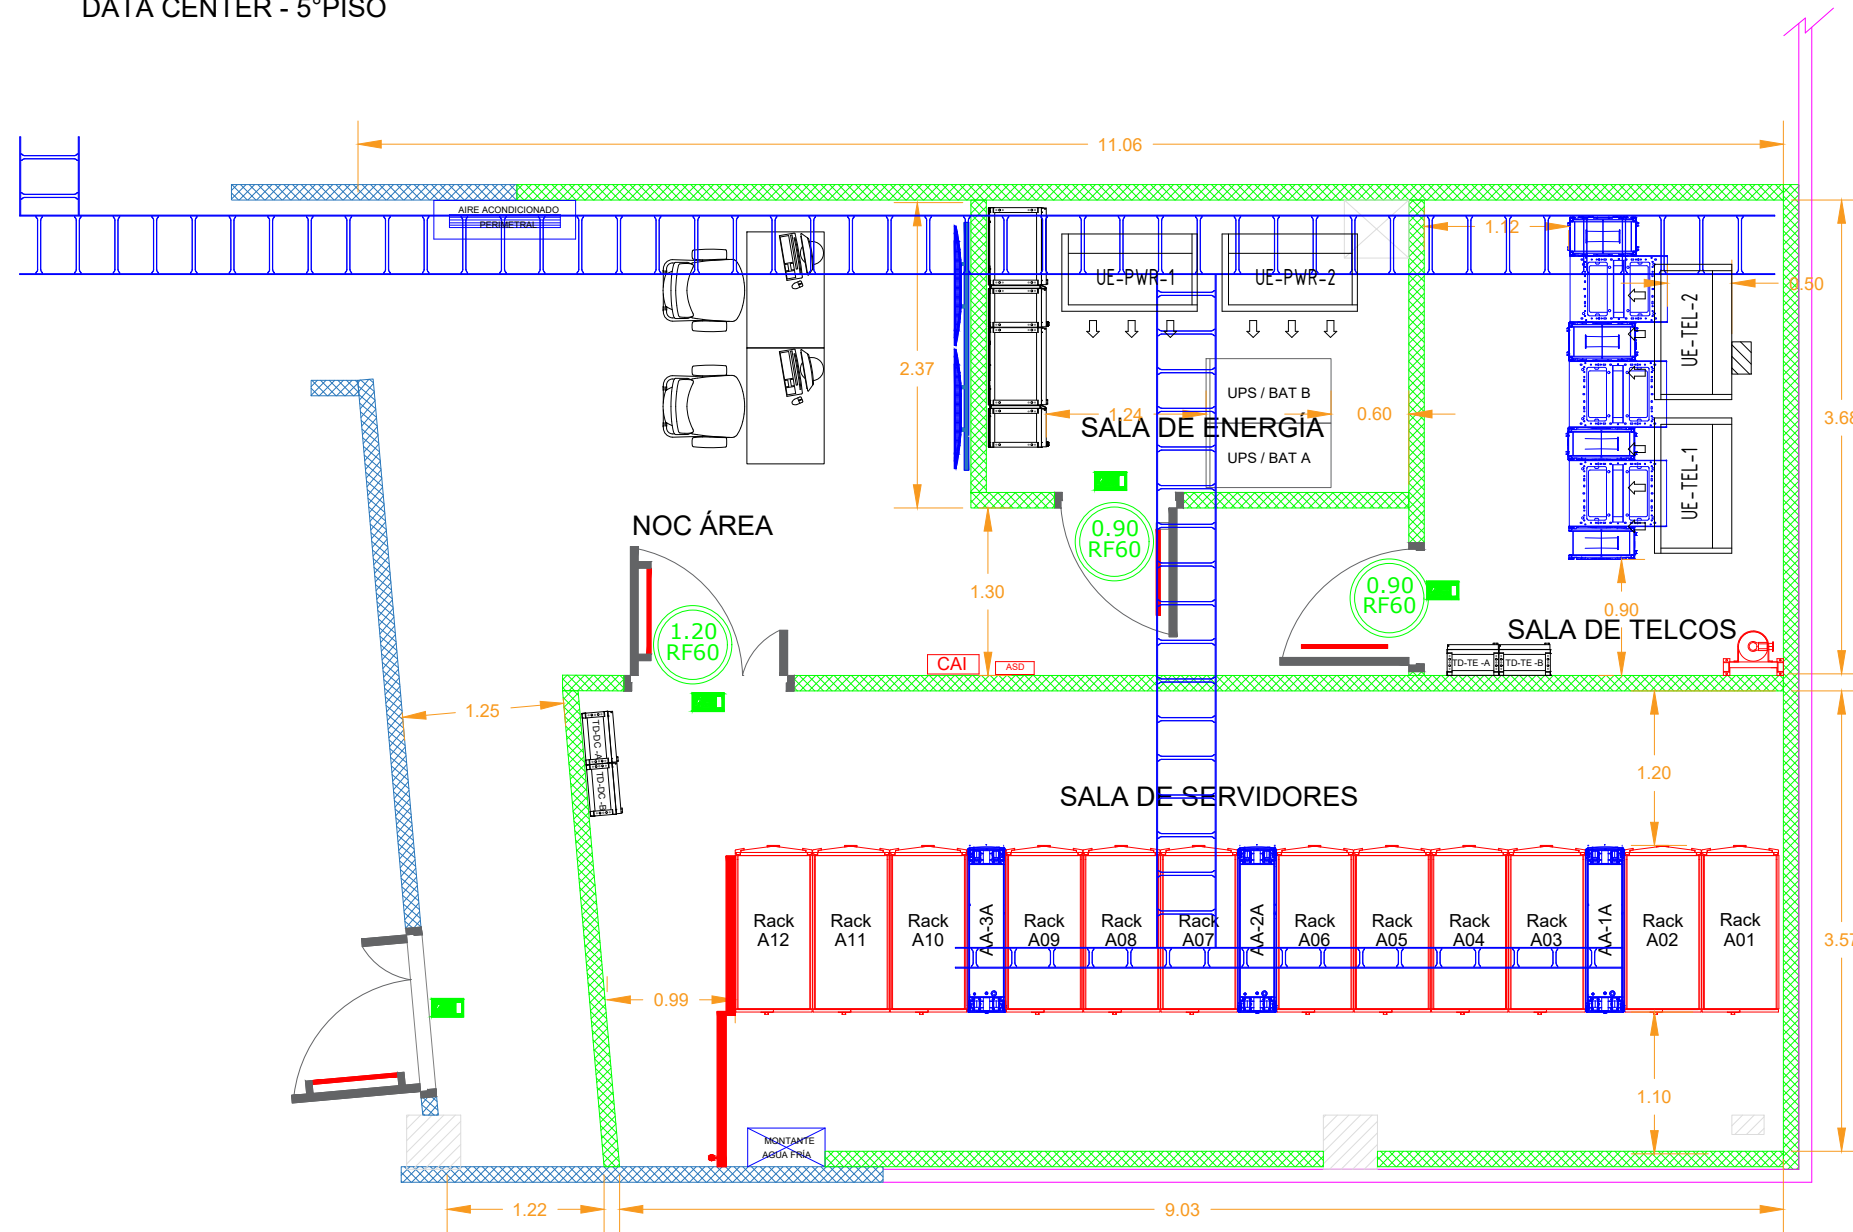 DATA CENTER - 5°PISO
11.06
AIRE ACONDICIONADO
PERIMETRAL
1.12
UE-PWR-1
UE-PWR-2
0.50
UE-TEL-2
2.37
UPS / BAT B
1.24
0.60
3.68
SALA DE ENERGÍA
UPS / BAT A
UE-TEL-1
NOC ÁREA
0.90
RF60
1.30
0.90
RF60
0.90
1.20
RF60
SALA DE TELCOS
CAI
ASD
TD-TE -A
TD-TE -B
1.25
TD-DC -A
TD-DC -B
1.20
SALA DE SERVIDORES
Rack
A12
Rack
A11
Rack
A10
AA-3A
Rack
A09
Rack
A08
Rack
A07
AA-2A
Rack
A06
Rack
A05
Rack
A04
Rack
A03
AA-1A
Rack
A02
Rack
A01
3.57
0.99
1.10
MONTANTE
AGUA FRÍA
1.22
9.03